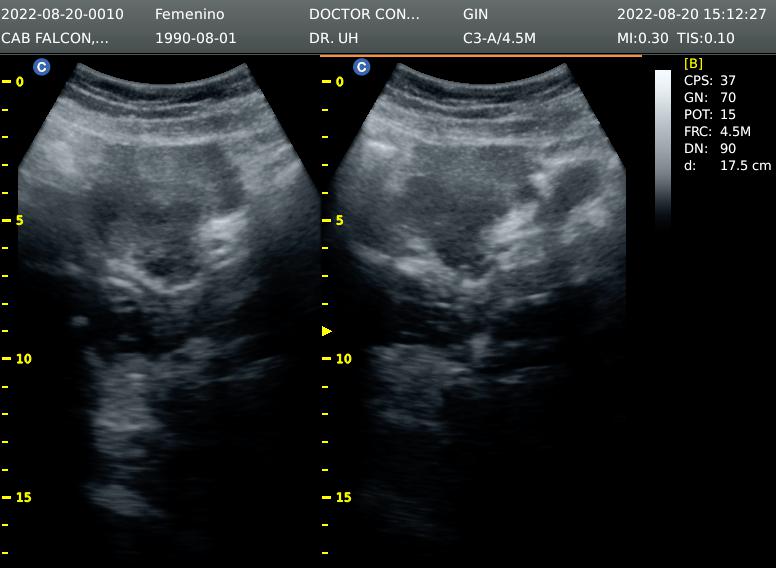 2022-08-20-0010 Femenino DOCTOR CON... GIN 2022-08-20 15:12:27
CAB FALCON,... 1990-08-01 DR. UH C3-A/4.5M MI:0.30 TIS:0.10
C
C
[B]
CPS: 37
GN: 70
POT: 15
FRC: 4.5M
DN: 90
d: 17.5 cm
0
5
10
15
0
5
10
15